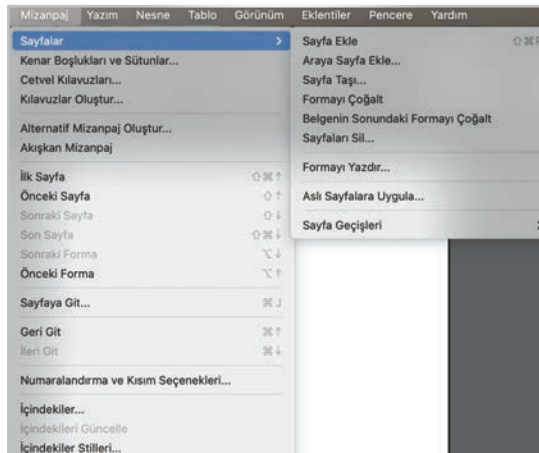 Mizanpaj Yazım Nesne Tablo Görünüm Eklentiler Pencere Yardım
Sayfalar >
Kenar Boşlukları ve Sütunlar...
Cetvel Kılavuzları...
Kılavuzlar Oluştur...
Alternatif Mizanpaj Oluştur...
Akışkan Mizanpaj
İlk Sayfa ⇧⌘↑
Önceki Sayfa ⇧↑
Sonraki Sayfa ⇧↓
Son Sayfa ⇧⌘↓
Sonraki Forma ⌥↓
Önceki Forma ⌥↑
Sayfaya Git... ⌘J
Geri Git ⌘↑
İleri Git ⌘↓
Numaralandırma ve Kısım Seçenekleri...
İçindekiler...
İçindekileri Güncelle
İçindekiler Stilleri...
Sayfa Ekle ⇧⌘P
Araya Sayfa Ekle...
Sayfa Taşı...
Formayı Çoğalt
Belgenin Sonundaki Formayı Çoğalt
Sayfaları Sil...
Formayı Yazdır...
Aslı Sayfalara Uygula...
Sayfa Geçişleri